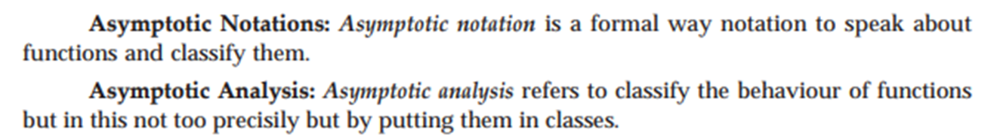 Asymptotic Notations: Asymptotic notation is a formal way notation to speak about
functions and classify them.
Asymptotic Analysis: Asymptotic analysis refers to classify the behaviour of functions
but in this not too precisily but by putting them in classes.